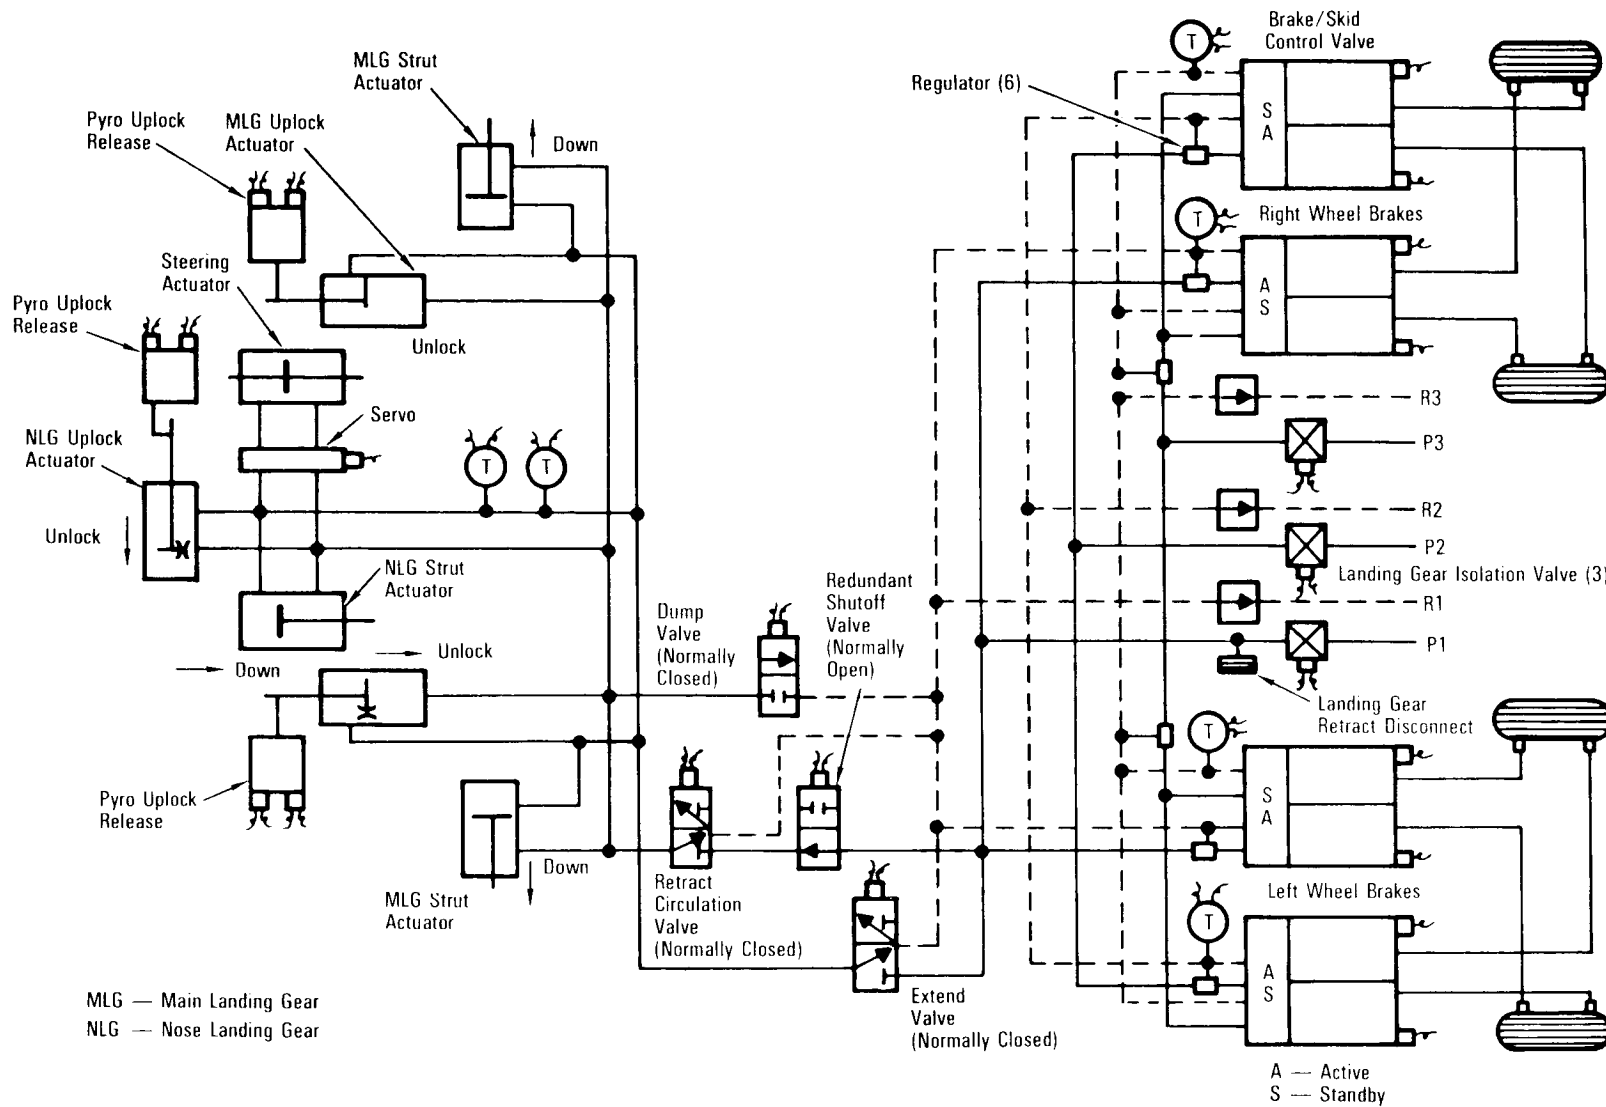 Brake/Skid
Control Valve
T
MLG Strut
Actuator
Regulator (6)
S
A
Pyro Uplock
Release
MLG Uplock
Actuator
Down
T
Right Wheel Brakes
Steering
Actuator
A
S
Pyro Uplock
Release
Unlock
R3
Servo
P3
NLG Uplock
Actuator
T
T
R2
Unlock
P2
NLG Strut
Actuator
Landing Gear Isolation Valve (3)
Redundant
Shutoff
Valve
(Normally
Open)
R1
Dump
Valve
(Normally
Closed)
P1
Unlock
Down
Landing Gear
Retract Disconnect
T
Pyro Uplock
Release
S
A
Down
MLG Strut
Actuator
Retract
Circulation
Valve
(Normally Closed)
Left Wheel Brakes
T
A
S
MLG — Main Landing Gear
NLG — Nose Landing Gear
Extend
Valve
(Normally Closed)
A — Active
S — Standby